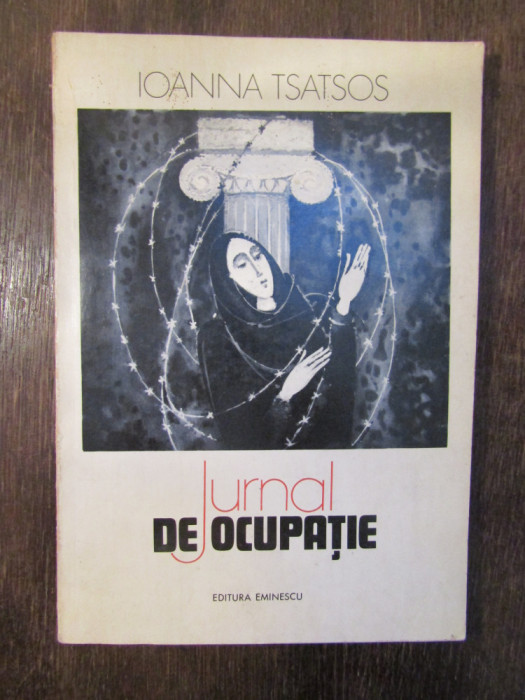 IOANNA TSATSOS
Jurnal
DE OCUPAȚIE
EDITURA EMINESCU